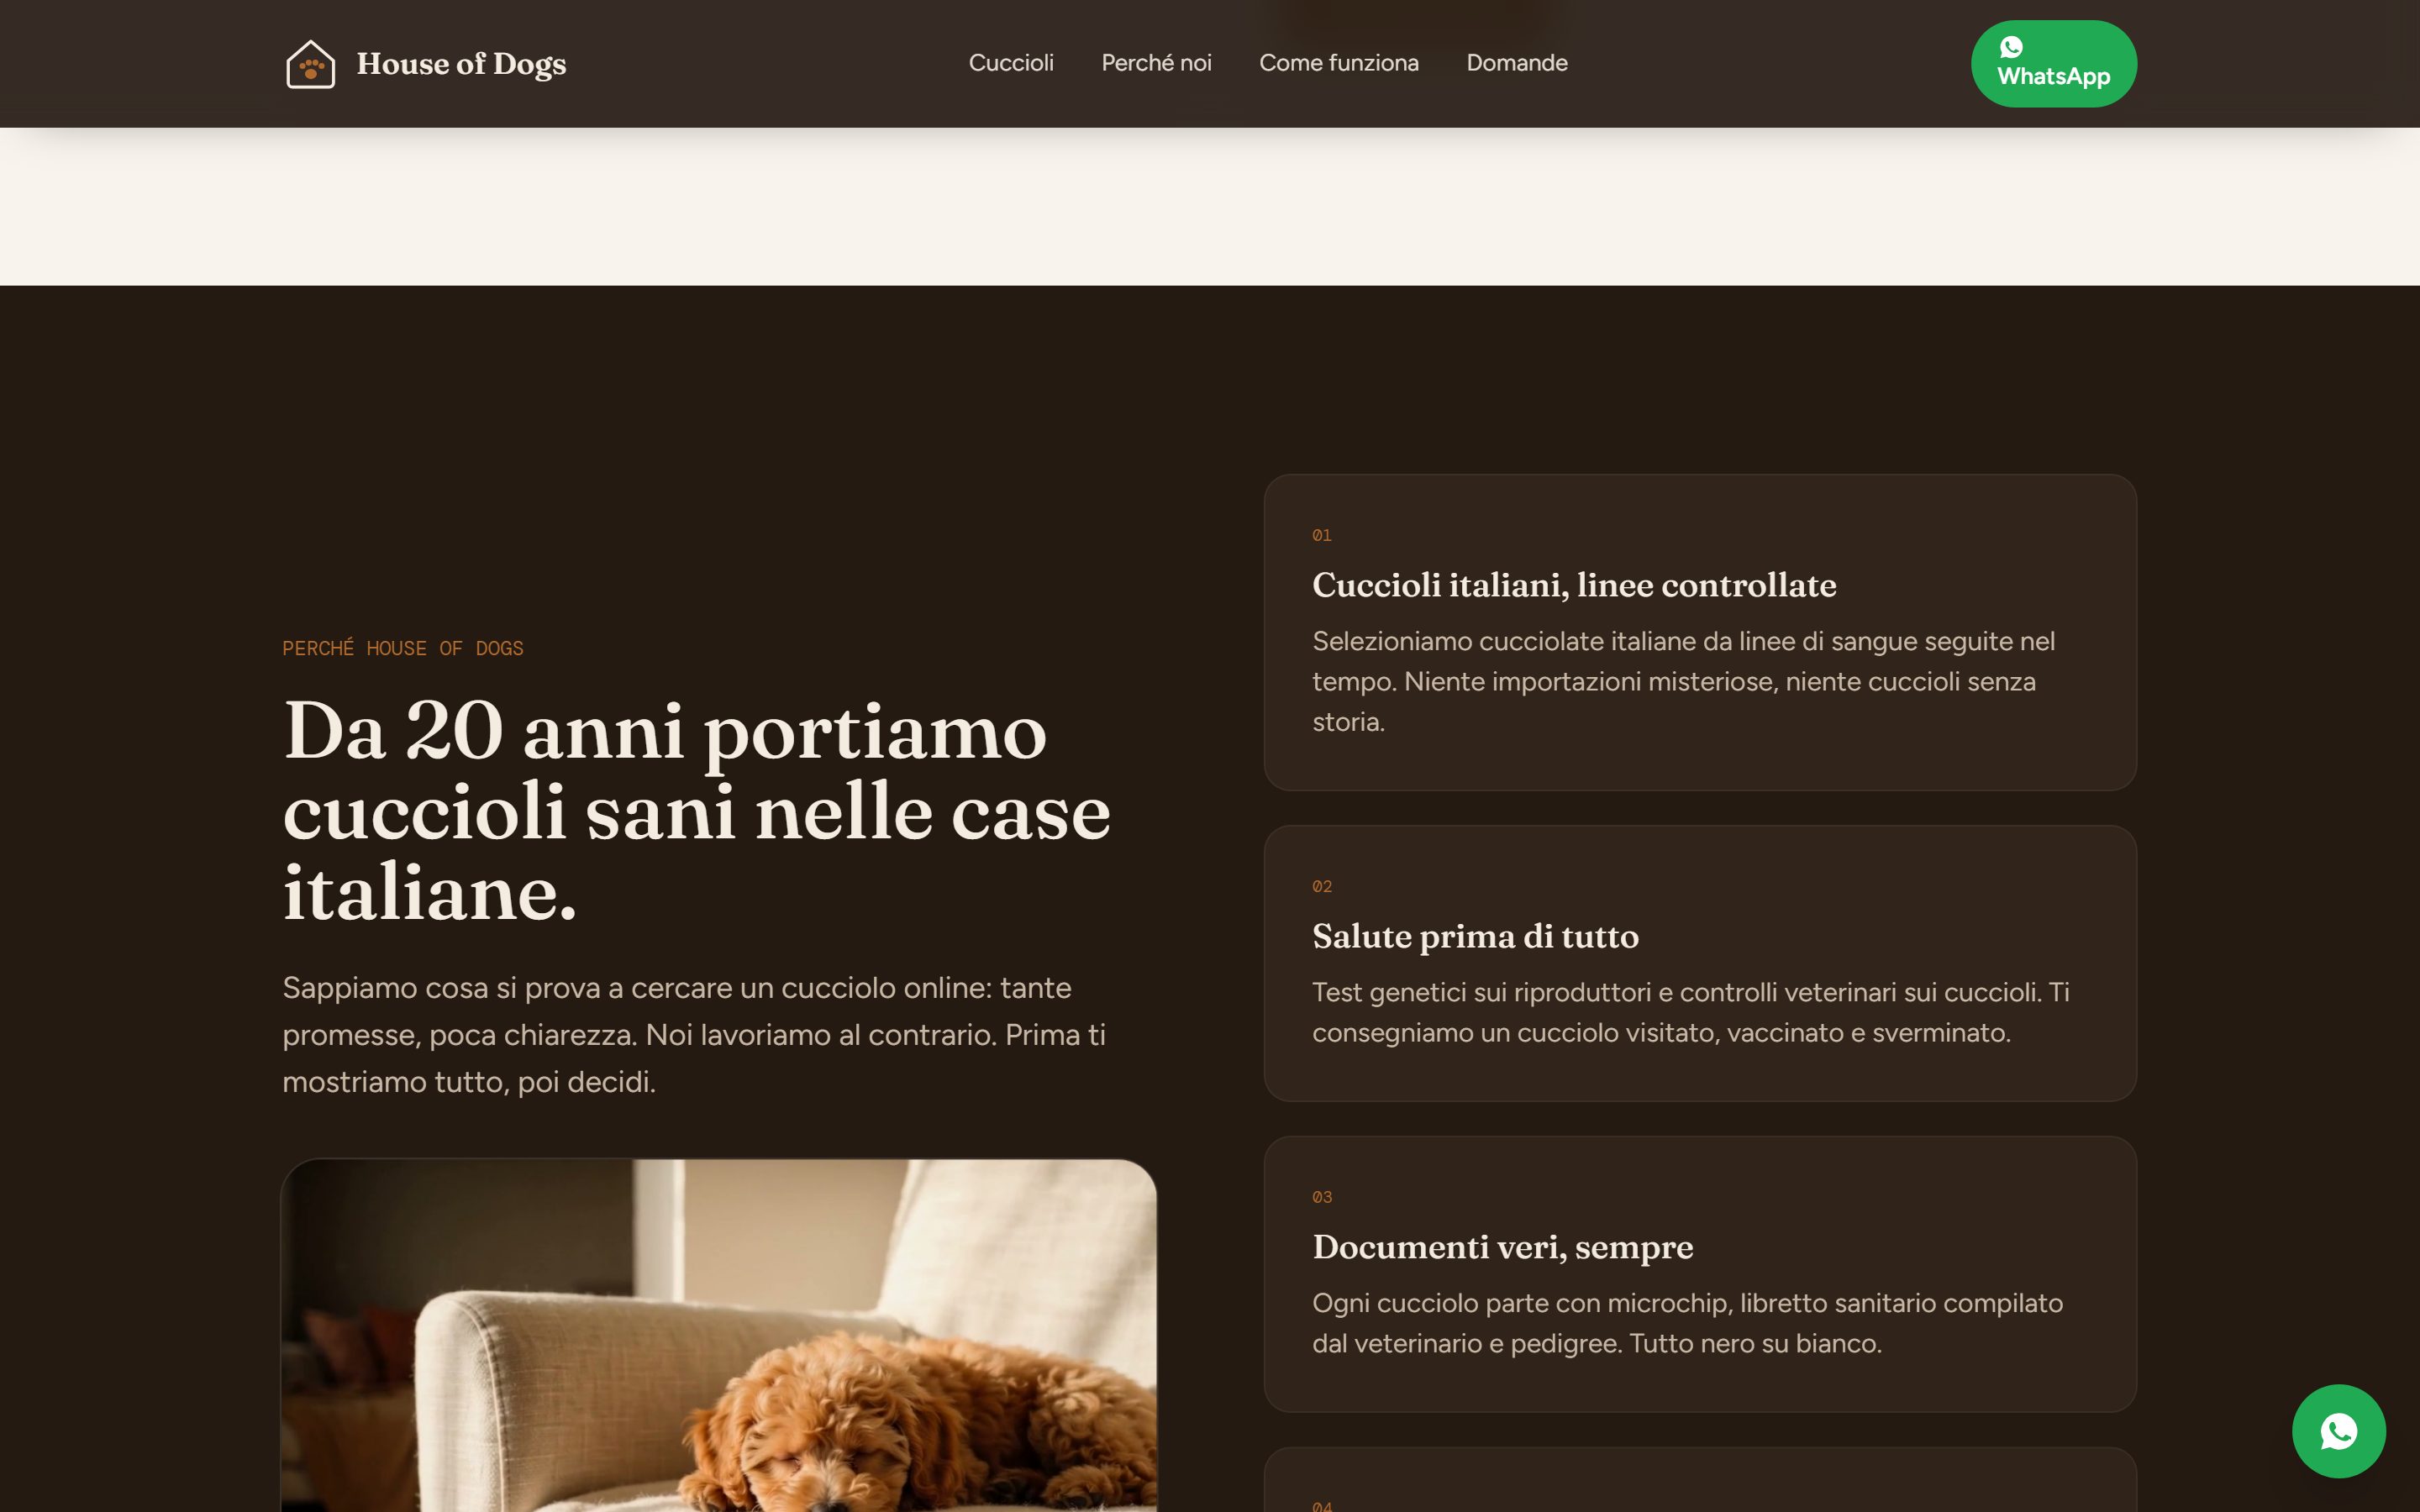 House of Dogs
Cuccioli
Perché noi
Come funziona
Domande
WhatsApp
PERCHÉ HOUSE OF DOGS
Da 20 anni portiamo
cuccioli sani nelle case
italiane.
Sappiamo cosa si prova a cercare un cucciolo online: tante
promesse, poca chiarezza. Noi lavoriamo al contrario. Prima ti
mostriamo tutto, poi decidi.
01
Cuccioli italiani, linee controllate
Selezioniamo cucciolate italiane da linee di sangue seguite nel
tempo. Niente importazioni misteriose, niente cuccioli senza
storia.
02
Salute prima di tutto
Test genetici sui riproduttori e controlli veterinari sui cuccioli. Ti
consegniamo un cucciolo visitato, vaccinato e sverminato.
03
Documenti veri, sempre
Ogni cucciolo parte con microchip, libretto sanitario compilato
dal veterinario e pedigree. Tutto nero su bianco.
04